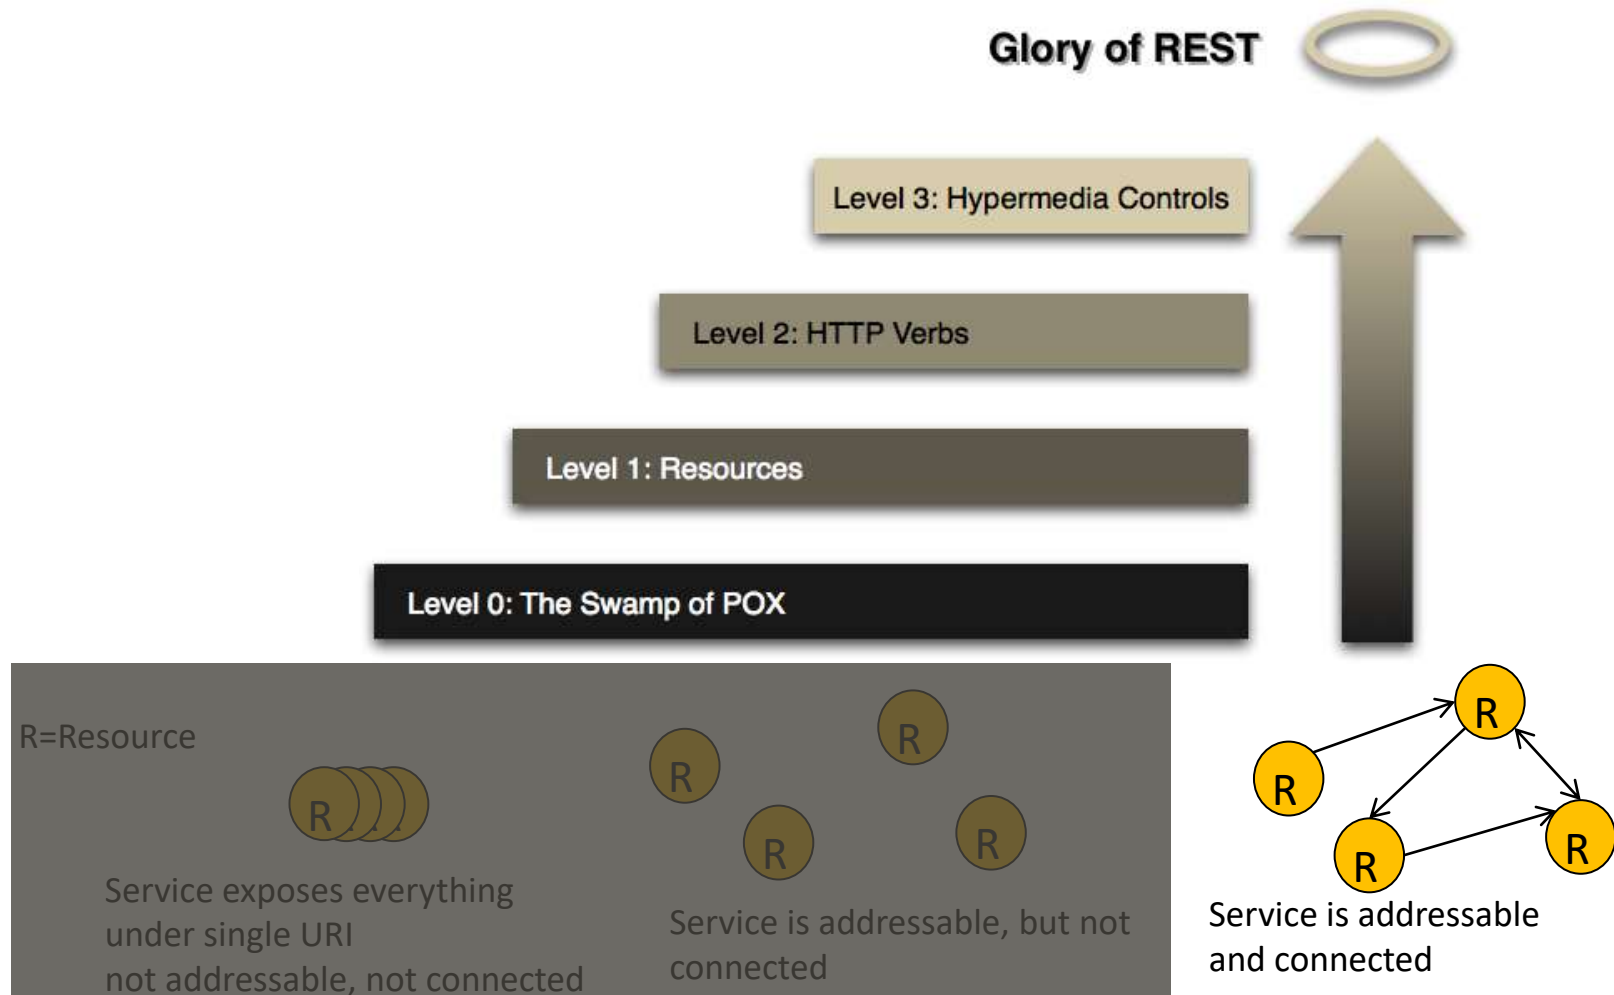 Glory of REST
Level 3: Hypermedia Controls
Level 2: HTTP Verbs
Level 1: Resources
Level 0: The Swamp of POX
R=Resource
R
R
R
R
R
Service exposes everything
under single URI
not addressable, not connected
Service is addressable, but not
connected
R
R
R
R
Service is addressable
and connected